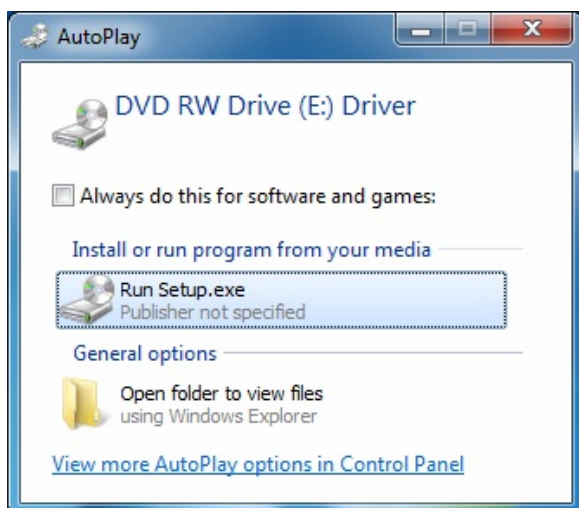 AutoPlay
DVD RW Drive (E:) Driver
Always do this for software and games:
Install or run program from your media
Run Setup.exe
Publisher not specified
General options
Open folder to view files
using Windows Explorer
View more AutoPlay options in Control Panel